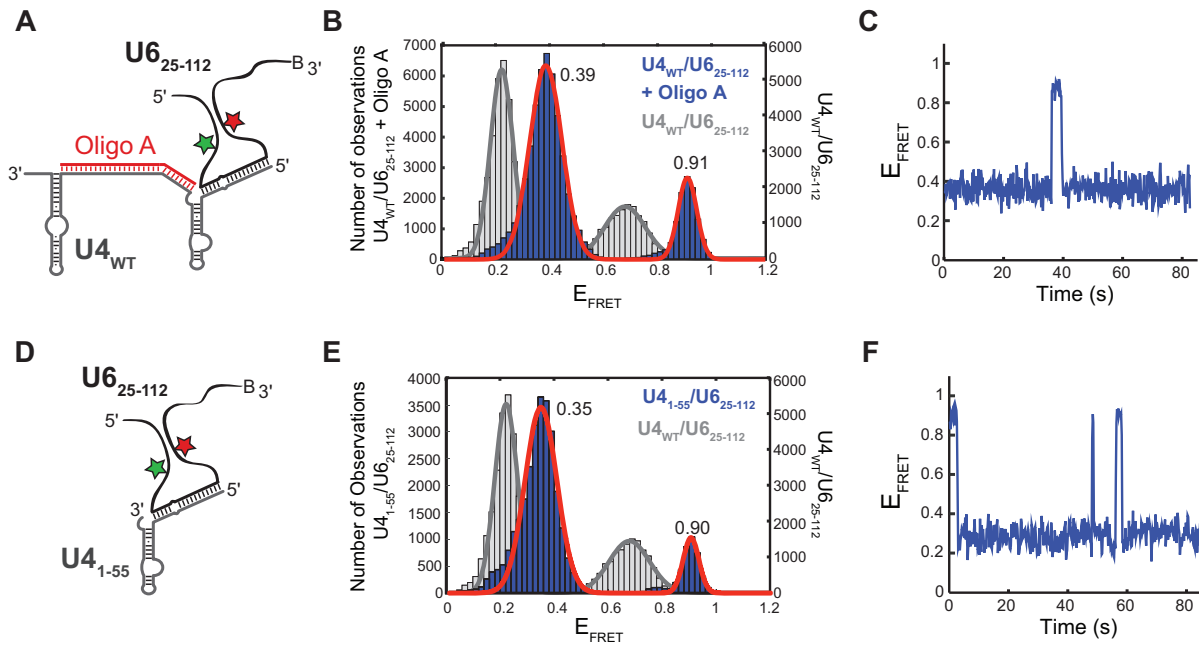 A
U6₂₅₋₁₁₂
B 3'
5'
Oligo A
3'
5'
U4WT
B
Number of observations
U4WT/U6₂₅₋₁₁₂ + Oligo A
7000
6000
5000
4000
3000
2000
1000
0
0 0.2 0.4 0.6 0.8 1 1.2
EFRET
0.39
0.91
U4WT/U6₂₅₋₁₁₂
+ Oligo A
U4WT/U6₂₅₋₁₁₂
6000
5000
4000
3000
2000
1000
0
U4WT/U6₂₅₋₁₁₂
C
EFRET
1
0.8
0.6
0.4
0.2
0
0 20 40 60 80
Time (s)
D
U6₂₅₋₁₁₂
B 3'
5'
3'
5'
U4₁₋₅₅
E
Number of Observations
U4₁₋₅₅/U6₂₅₋₁₁₂
4000
3500
3000
2500
2000
1500
1000
500
0
0 0.2 0.4 0.6 0.8 1 1.2
EFRET
0.35
0.90
U4₁₋₅₅/U6₂₅₋₁₁₂
U4WT/U6₂₅₋₁₁₂
6000
5000
4000
3000
2000
1000
0
U4WT/U6₂₅₋₁₁₂
F
EFRET
1
0.8
0.6
0.4
0.2
0
0 20 40 60 80
Time (s)